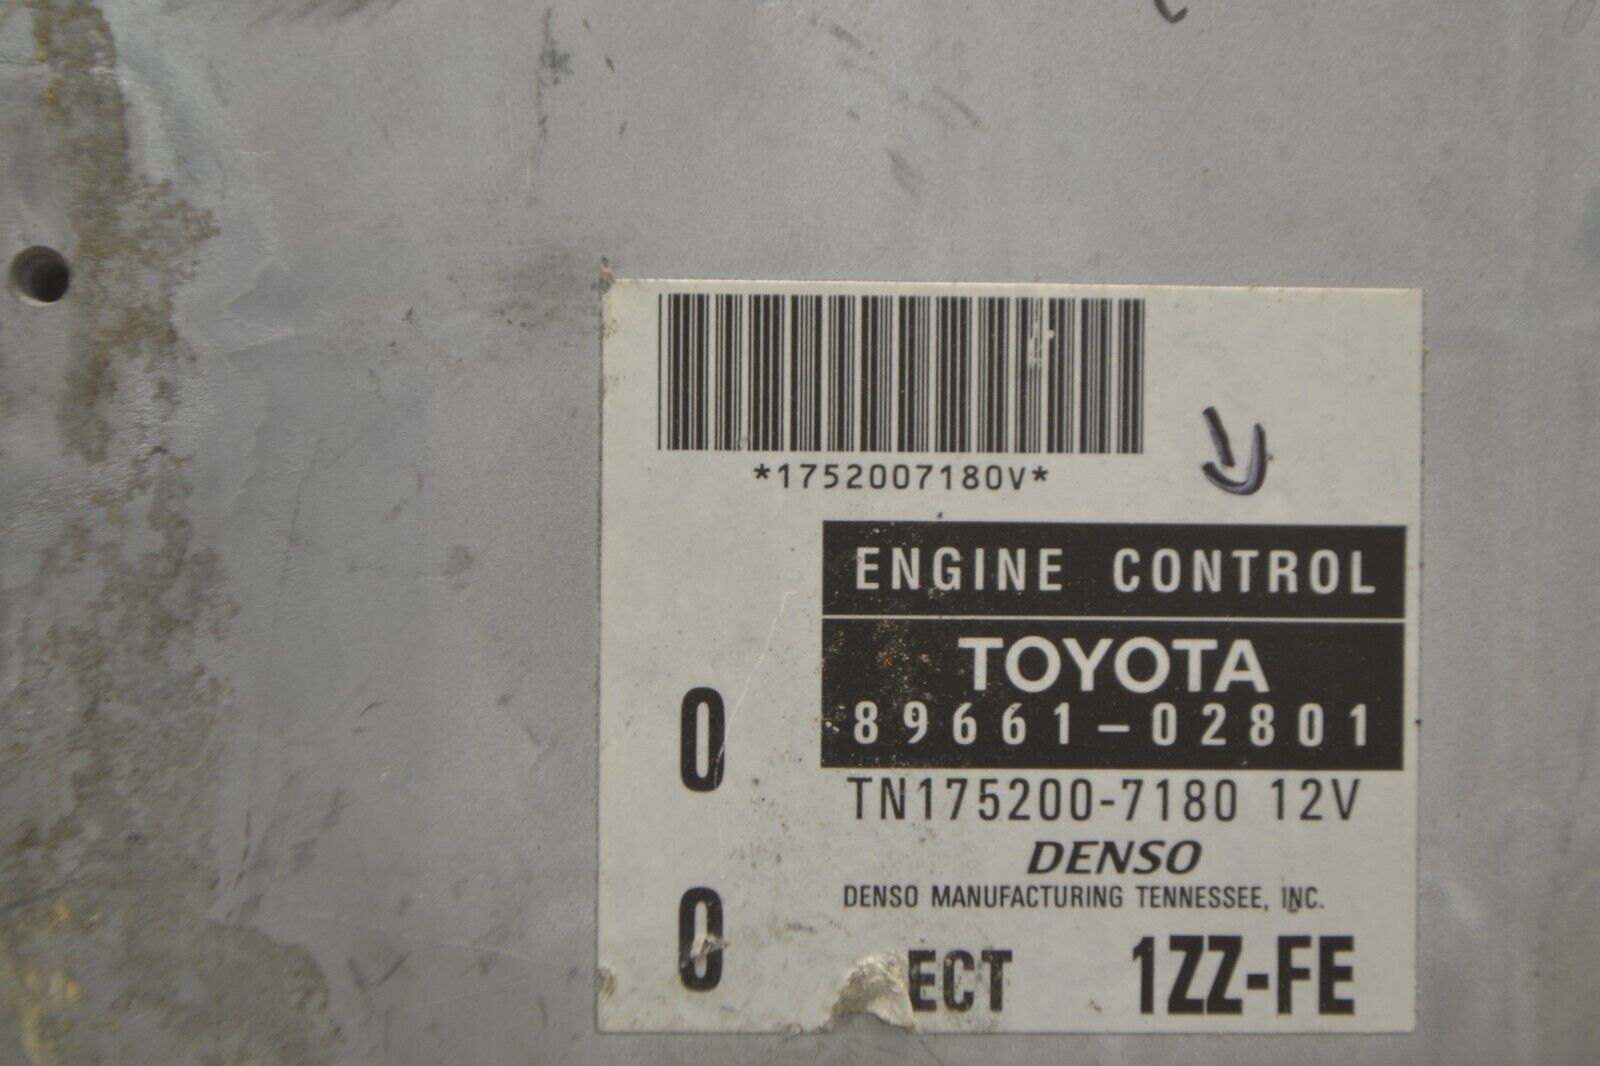 *1752007180V*
ENGINE CONTROL
TOYOTA
89661-02801
TN175200-7180 12V
DENSO
DENSO MANUFACTURING TENNESSEE, INC.
0
0
ECT 1ZZ-FE